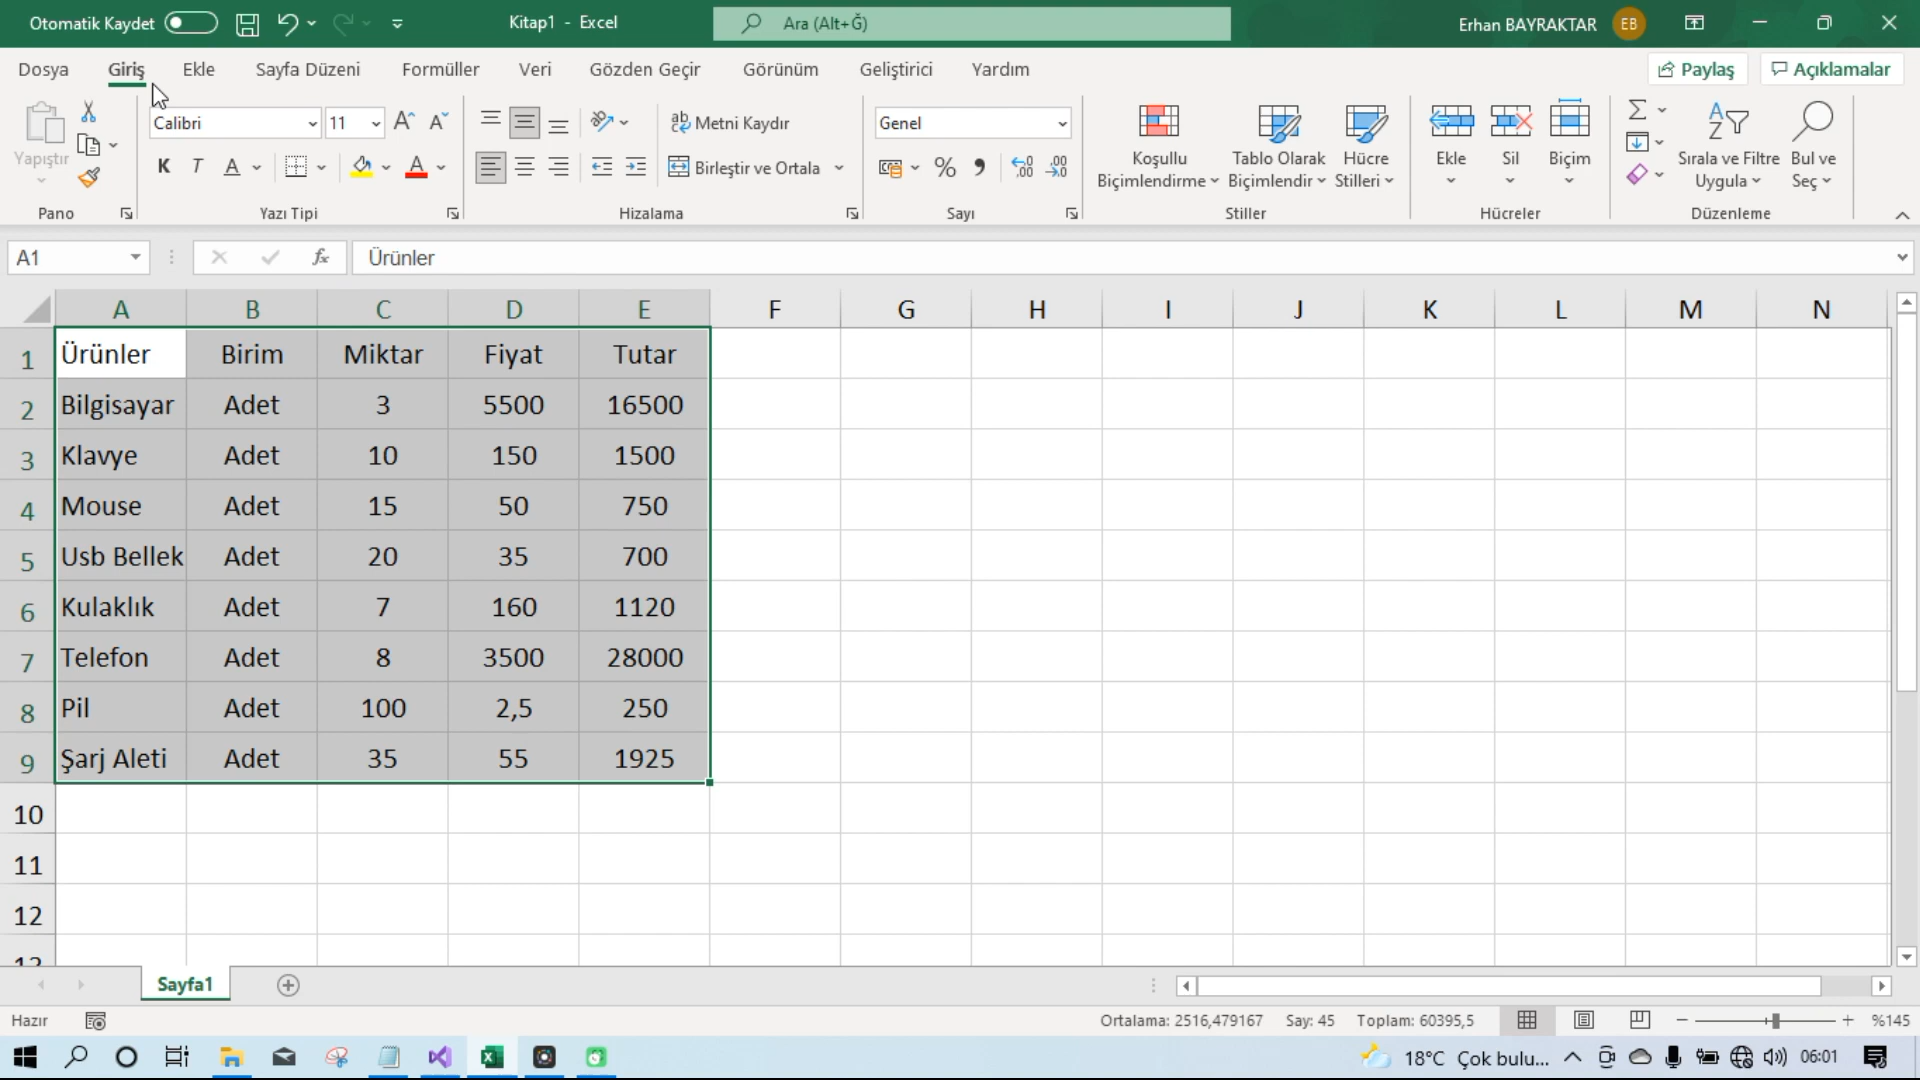 Otomatik Kaydet
Kitap1 - Excel
Ara (Alt+Ğ)
Erhan BAYRAKTAR
EB
Dosya Giriş Ekle Sayfa Düzeni Formüller Veri Gözden Geçir Görünüm Geliştirici Yardım
Paylaş
Açıklamalar
Yapıştır
Pano
Calibri 11
K T A A
Yazı Tipi
Metni Kaydır
Birleştir ve Ortala
Hizalama
Genel
%
Sayı
Koşullu
Biçimlendirme
Tablo Olarak
Biçimlendir
Hücre
Stilleri
Stiller
Ekle
Sil
Biçim
Hücreler
Sırala ve Filtre
Uygula
Bul ve
Seç
Düzenleme
A1
fx
Ürünler
A B C D E F G H I J K L M N
1 Ürünler Birim Miktar Fiyat Tutar
2 Bilgisayar Adet 3 5500 16500
3 Klavye Adet 10 150 1500
4 Mouse Adet 15 50 750
5 Usb Bellek Adet 20 35 700
6 Kulaklık Adet 7 160 1120
7 Telefon Adet 8 3500 28000
8 Pil Adet 100 2,5 250
9 Şarj Aleti Adet 35 55 1925
10
11
12
Sayfa1
Hazır
Ortalama: 2516,479167 Say: 45 Toplam: 60395,5
%145
18°C Çok bulu...
06:01